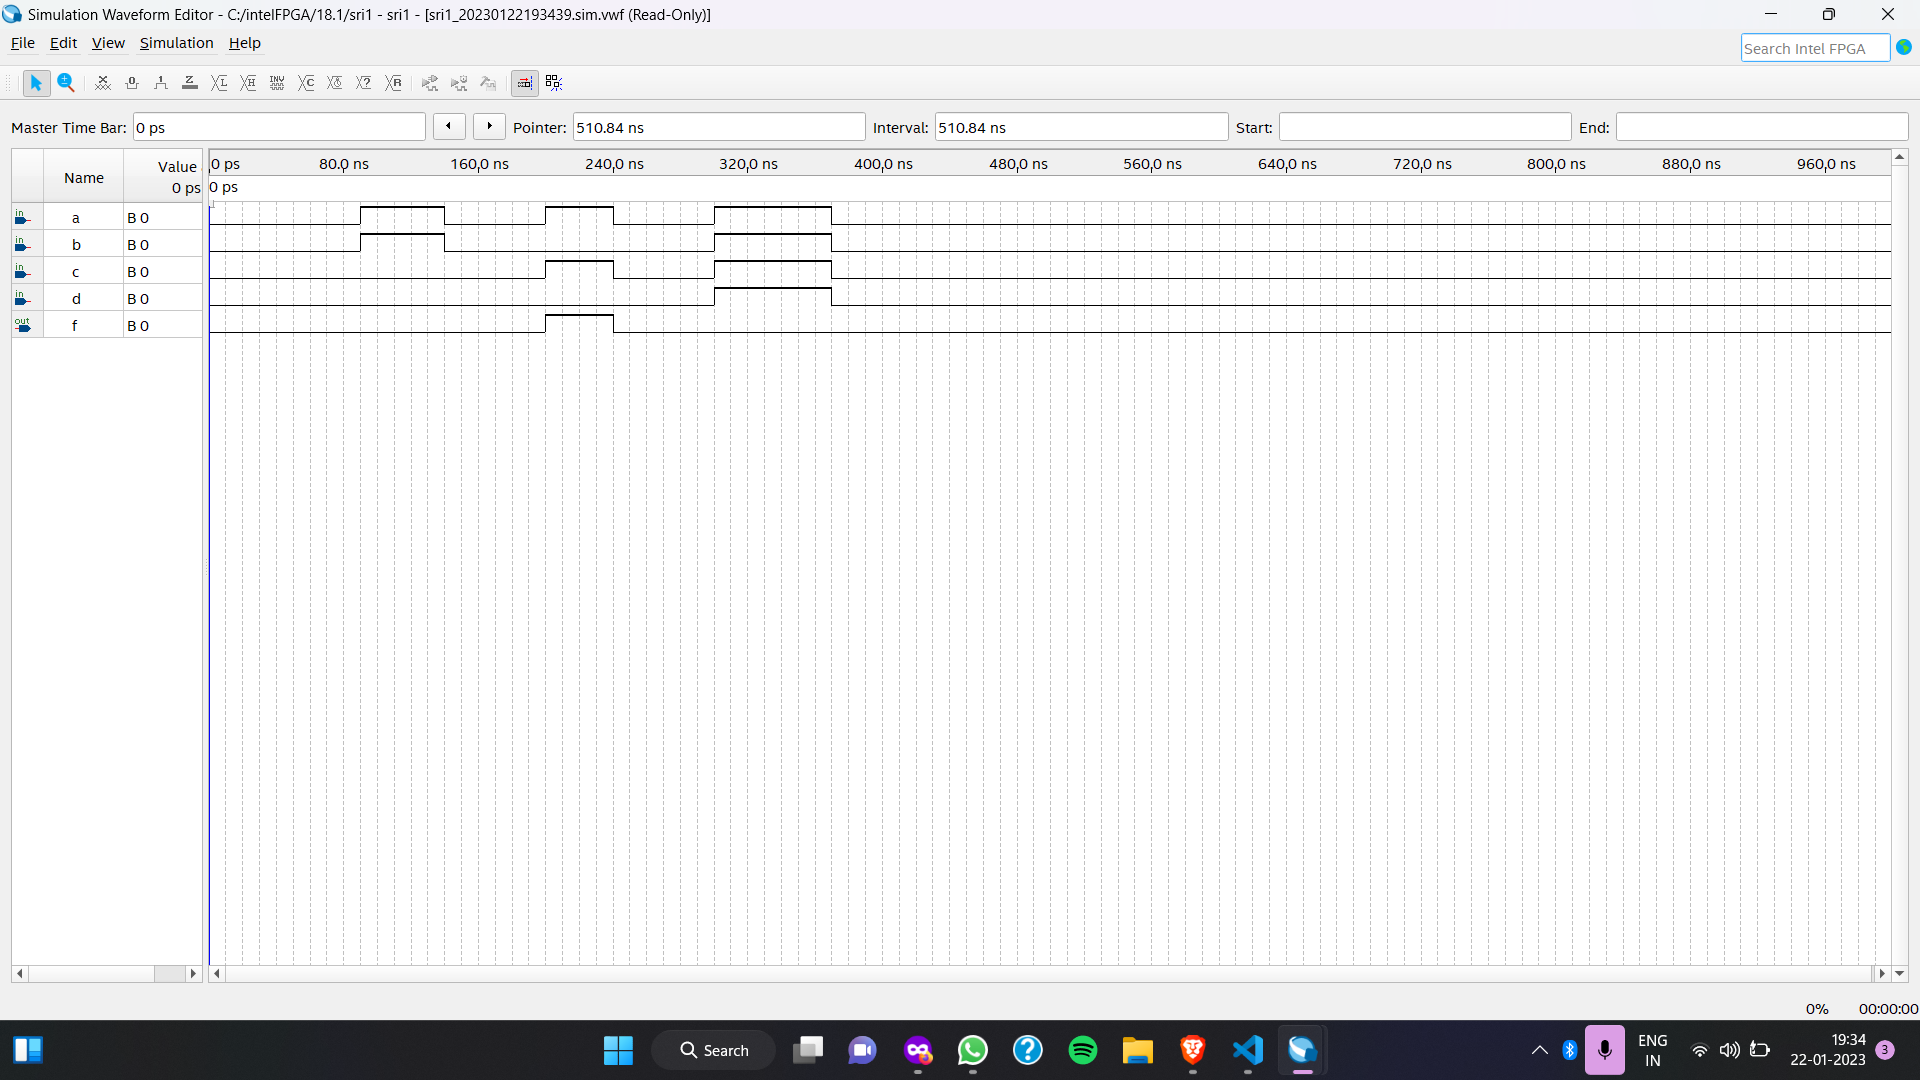 Simulation Waveform Editor - C:/intelFPGA/18.1/sri1 - sri1 - [sri1_20230122193439.sim.vwf (Read-Only)]
File Edit View Simulation Help
Search Intel FPGA
Master Time Bar: 0 ps Pointer: 510.84 ns Interval: 510.84 ns Start: End:
Name Value
0 ps
0 ps 80.0 ns 160.0 ns 240.0 ns 320.0 ns 400.0 ns 480.0 ns 560.0 ns 640.0 ns 720.0 ns 800.0 ns 880.0 ns 960.0 ns
0 ps
in a B 0
in b B 0
in c B 0
in d B 0
out f B 0
0% 00:00:00
Search
ENG
IN
19:34
22-01-2023
3